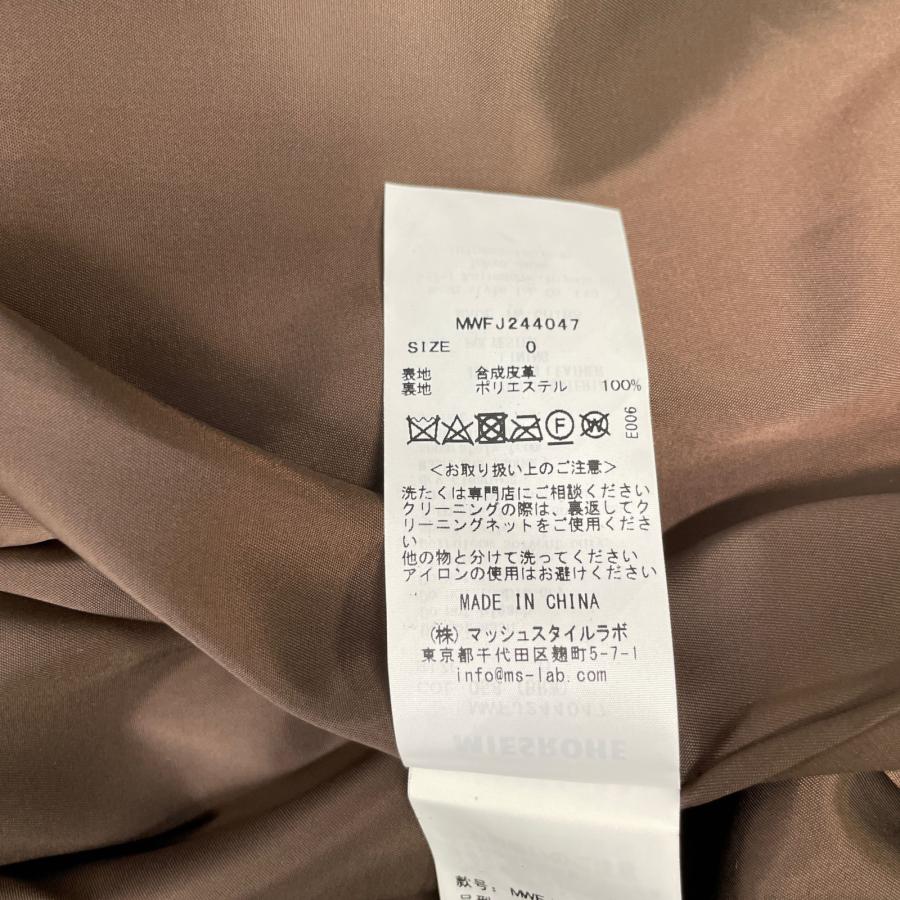 MWFJ244047
SIZE 0
表地 合成皮革
裏地 ポリエステル 100%
F W E006
<お取り扱い上のご注意>
洗たくは専門店にご相談ください
クリーニングの際は、裏返してク
リーニングネットをご使用くださ
い
他の物と分けて洗ってください
アイロンの使用はお避けください
MADE IN CHINA
(株) マッシュスタイルラボ
東京都千代田区麹町5-7-1
info@ms-lab.com
MWFJ244047
MIESROHE
款号: MWF